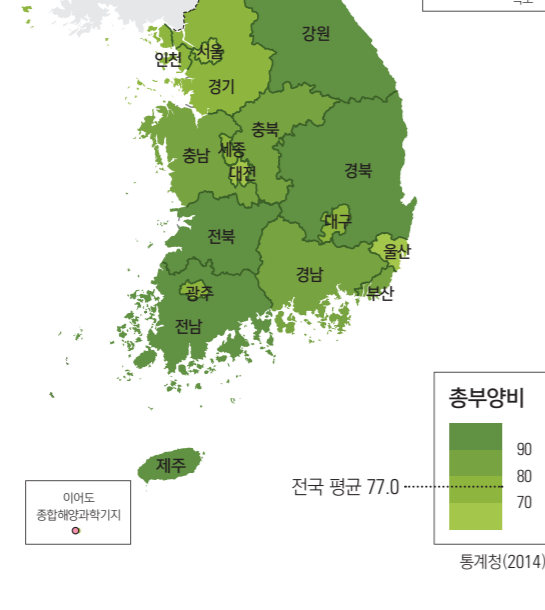 강원
서울
인천
경기
충북
충남
세종
대전
경북
대구
전북
울산
경남
부산
광주
전남
총부양비
90
80
전국 평균 77.0
70
제주
이어도
종합해양과학기지
통계청(2014)